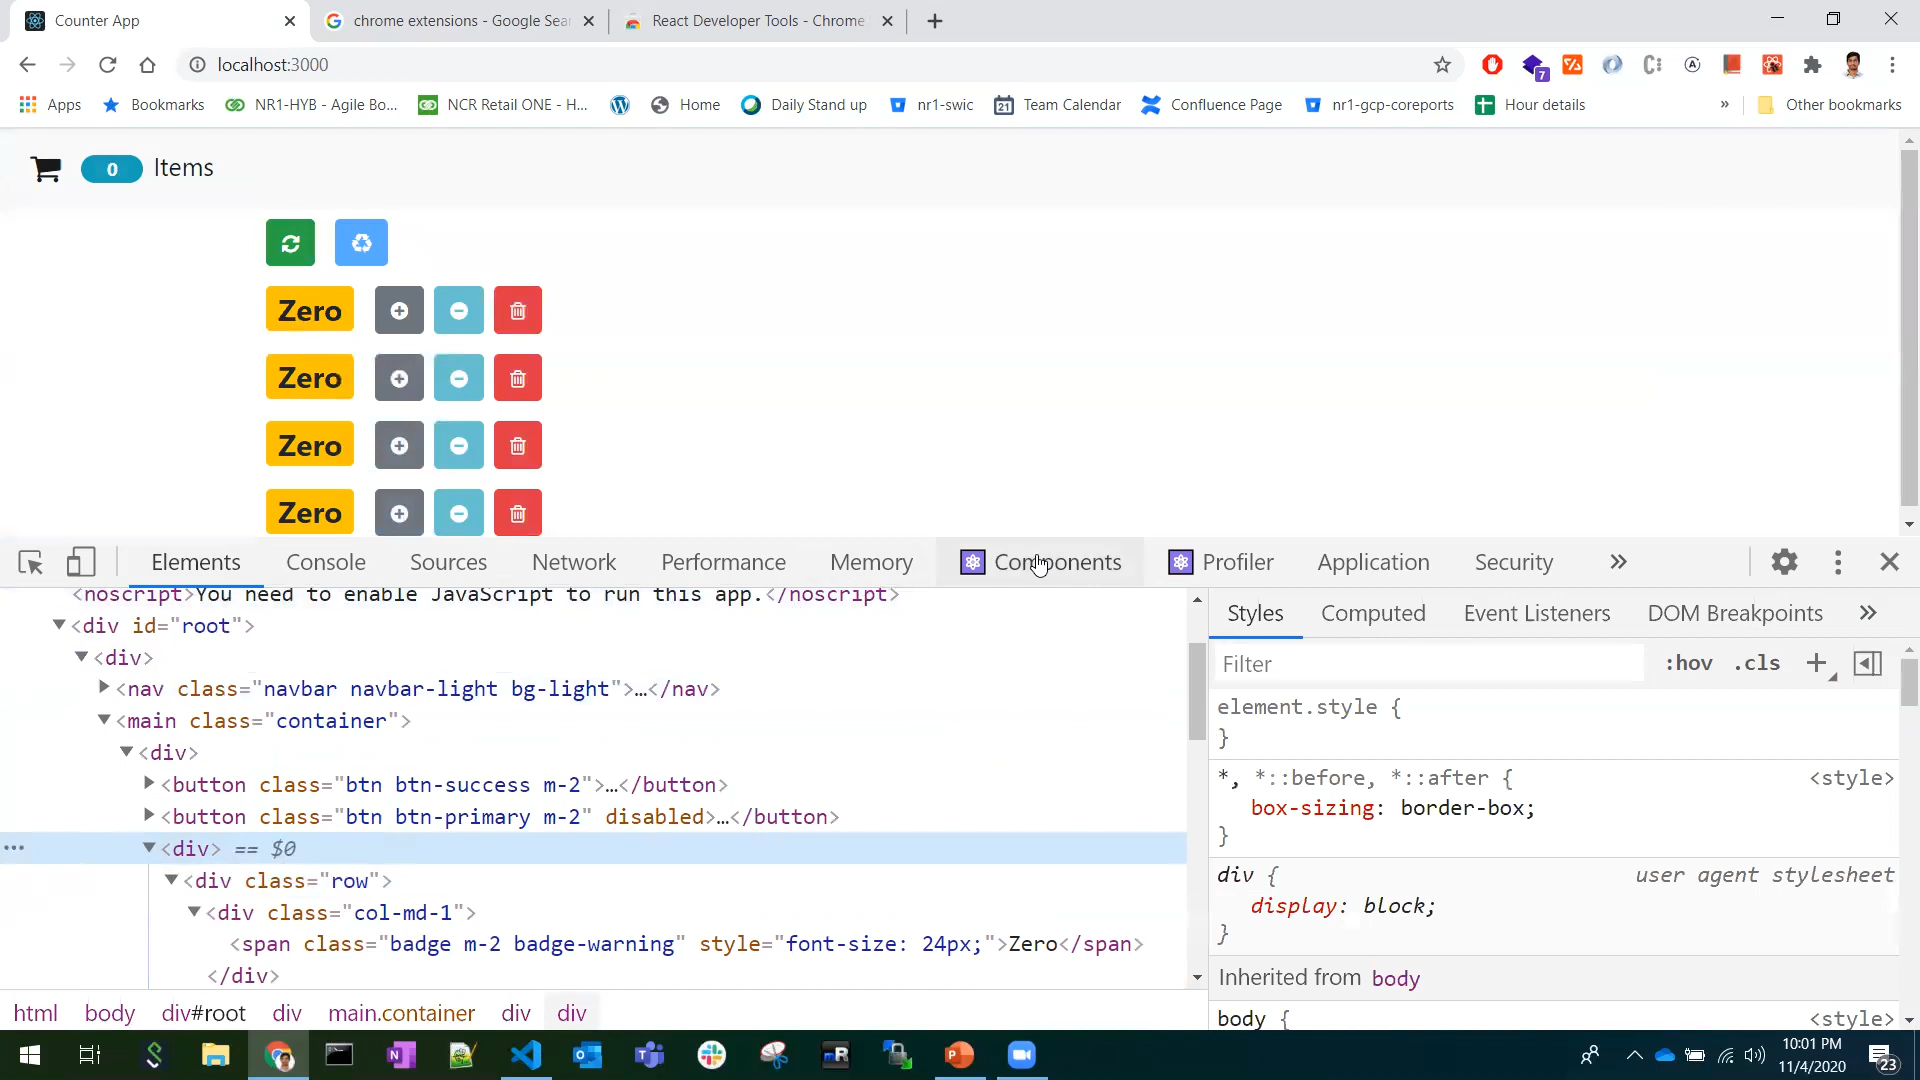 Counter App
chrome extensions - Google Sear
React Developer Tools - Chrome
localhost:3000
7
Apps
Bookmarks
NR1-HYB - Agile Bo...
NCR Retail ONE - H...
Home
Daily Stand up
nr1-swic
Team Calendar
Confluence Page
nr1-gcp-coreports
Hour details
»
Other bookmarks
0 Items
Zero
Zero
Zero
Zero
Elements
Console
Sources
Network
Performance
Memory
Components
Profiler
Application
Security
»
<noscript>You need to enable JavaScript to run this app.</noscript>
<div id="root">
<div>
<nav class="navbar navbar-light bg-light">…</nav>
<main class="container">
<div>
<button class="btn btn-success m-2">…</button>
<button class="btn btn-primary m-2" disabled>…</button>
<div> == $0
<div class="row">
<div class="col-md-1">
<span class="badge m-2 badge-warning" style="font-size: 24px;">Zero</span>
</div>
html body div#root div main.container div div
Styles
Computed
Event Listeners
DOM Breakpoints
»
Filter
:hov .cls +
element.style {
}
*, *::before, *::after { <style>
box-sizing: border-box;
}
div { user agent stylesheet
display: block;
}
Inherited from body
body { <style>
10:01 PM
11/4/2020
23